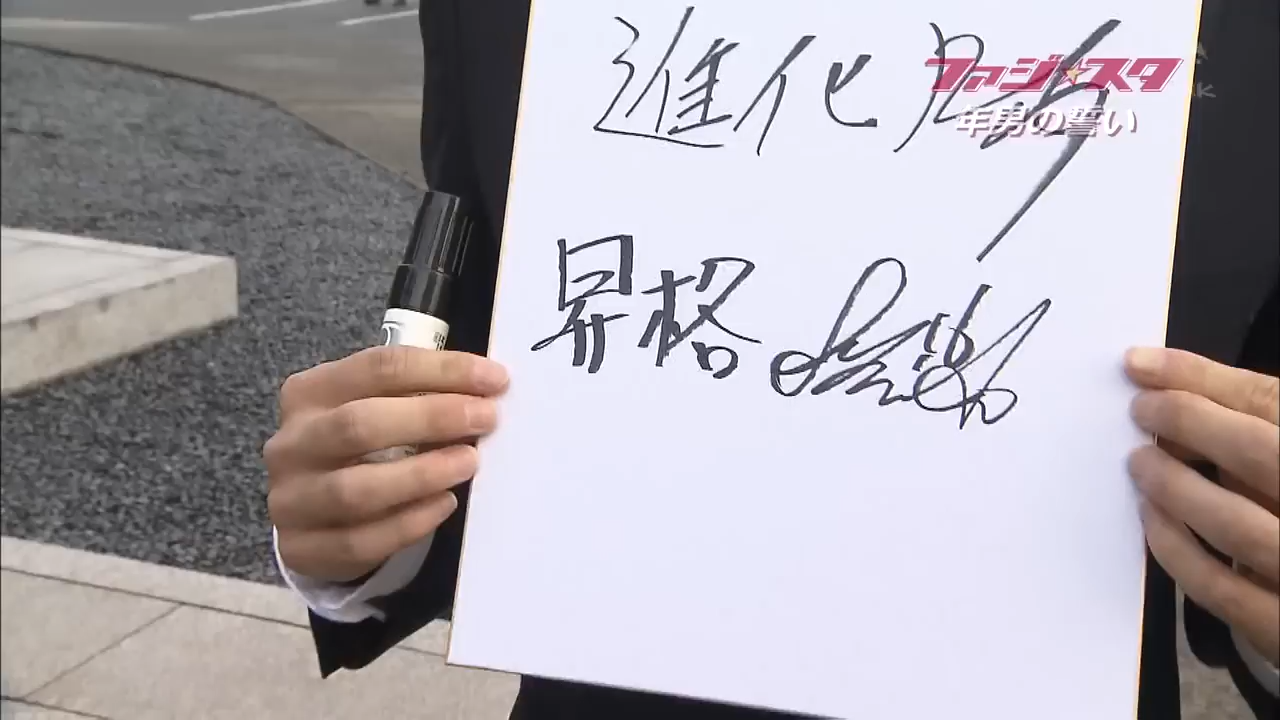 進化
ファジ☆スタ
年男の誓い
昇格